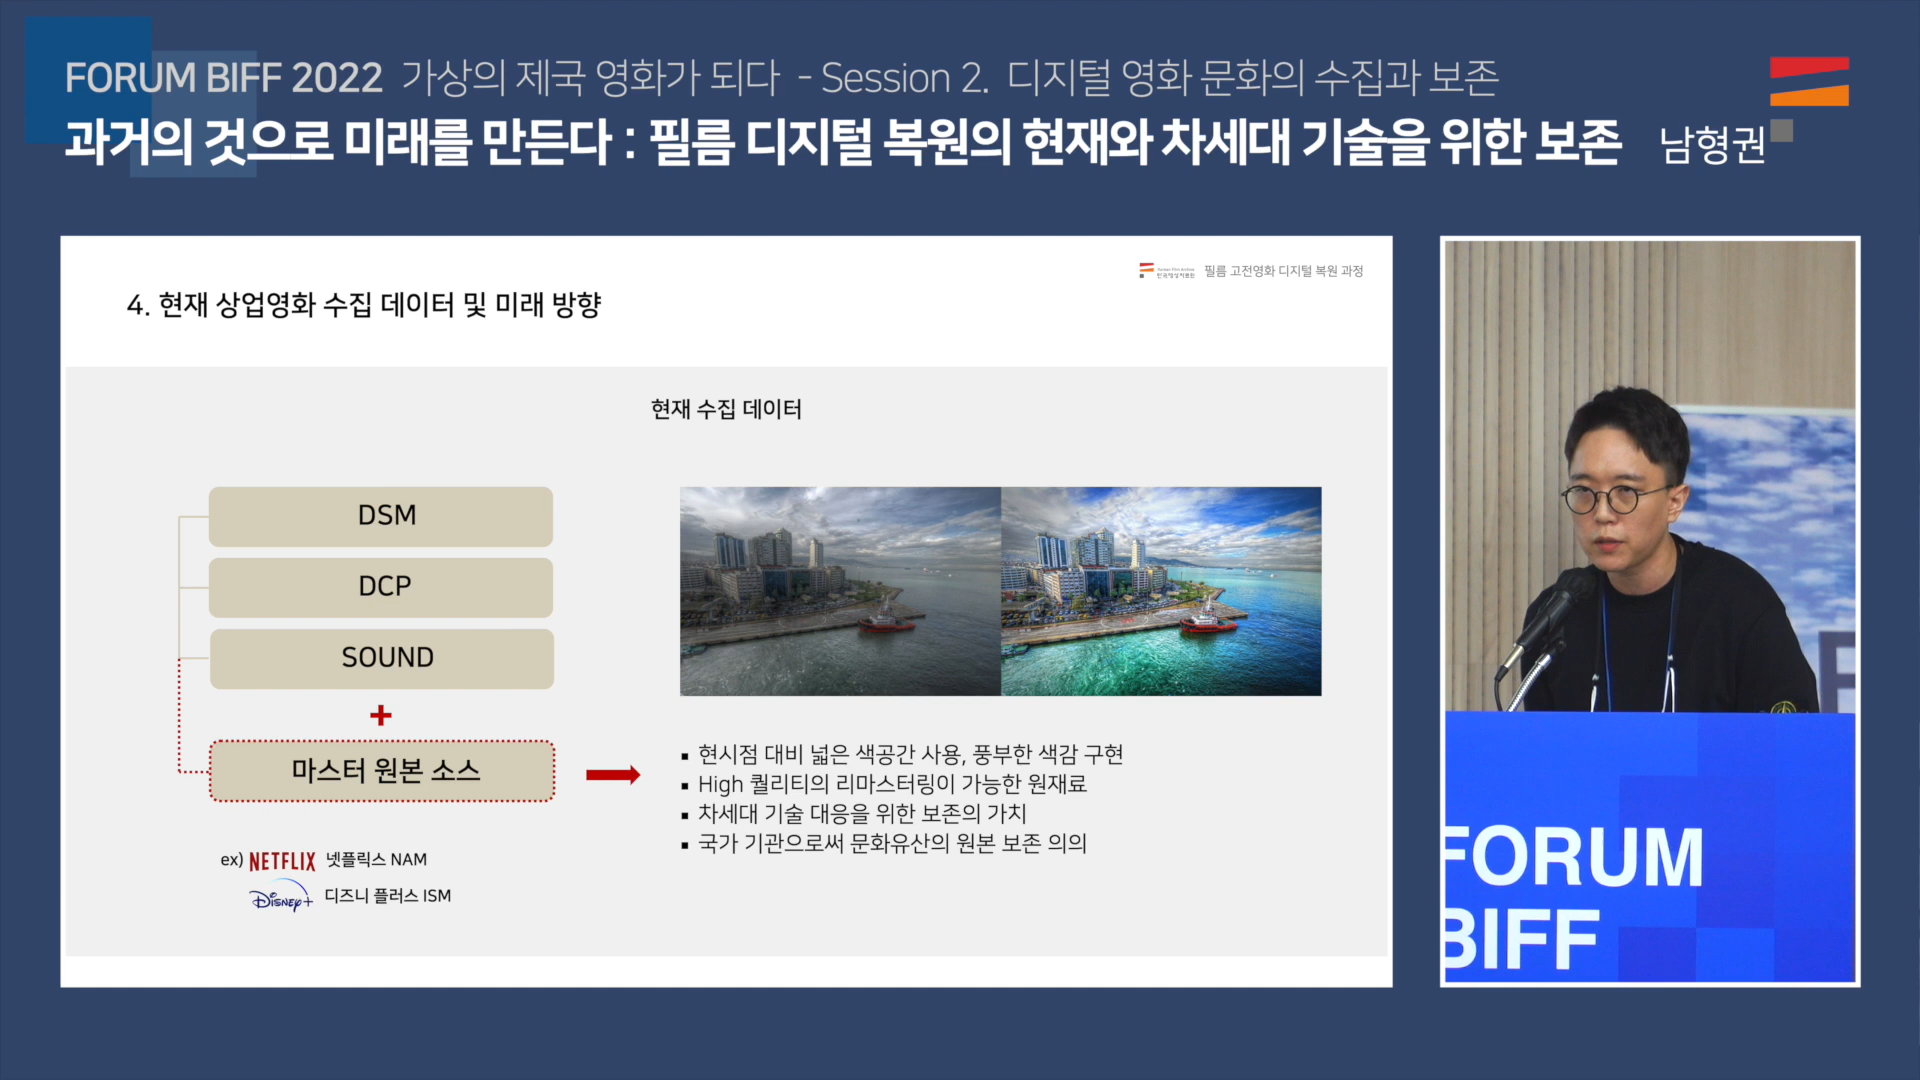 FORUM BIFF 2022 가상의 제국 영화가 되다 - Session 2. 디지털 영화 문화의 수집과 보존
과거의 것으로 미래를 만든다 : 필름 디지털 복원의 현재와 차세대 기술을 위한 보존 남형권
한국영상자료원 필름 고전영화 디지털 복원 과정
4. 현재 상업영화 수집 데이터 및 미래 방향
현재 수집 데이터
DSM
DCP
SOUND
+
마스터 원본 소스
ex) NETFLIX 넷플릭스 NAM
Disney+ 디즈니 플러스 ISM
▪ 현시점 대비 넓은 색공간 사용, 풍부한 색감 구현
▪ High 퀄리티의 리마스터링이 가능한 원재료
▪ 차세대 기술 대응을 위한 보존의 가치
▪ 국가 기관으로써 문화유산의 원본 보존 의의
FORUM
BIFF